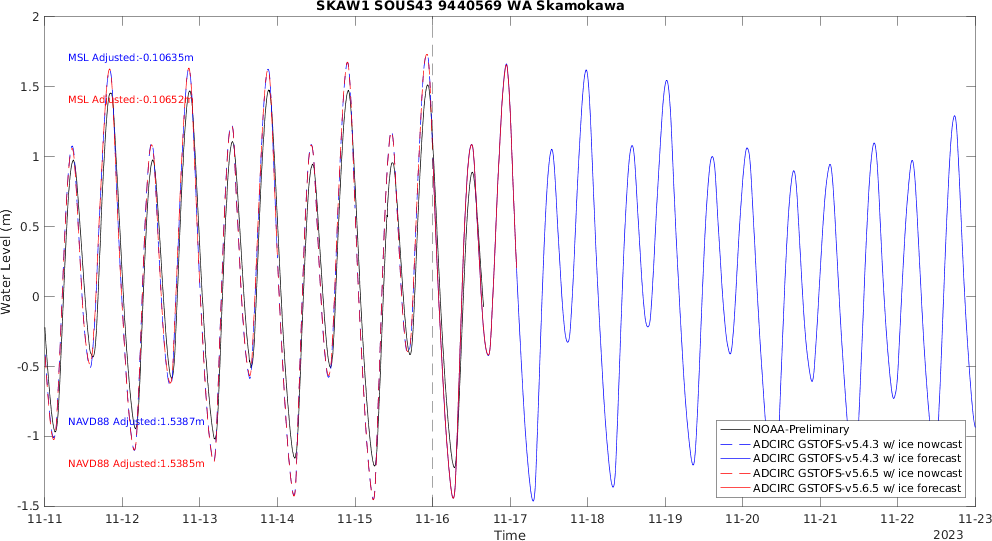 SKAW1 SOUS43 9440569 WA Skamokawa
MSL Adjusted:-0.10635m
MSL Adjusted:-0.10652m
NAVD88 Adjusted:1.5387m
NAVD88 Adjusted:1.5385m
Water Level (m)
2
1.5
1
0.5
0
-0.5
-1
-1.5
NOAA-Preliminary
ADCIRC GSTOFS-v5.4.3 w/ ice nowcast
ADCIRC GSTOFS-v5.4.3 w/ ice forecast
ADCIRC GSTOFS-v5.6.5 w/ ice nowcast
ADCIRC GSTOFS-v5.6.5 w/ ice forecast
11-11 11-12 11-13 11-14 11-15 11-16 11-17 11-18 11-19 11-20 11-21 11-22 11-23
Time
2023